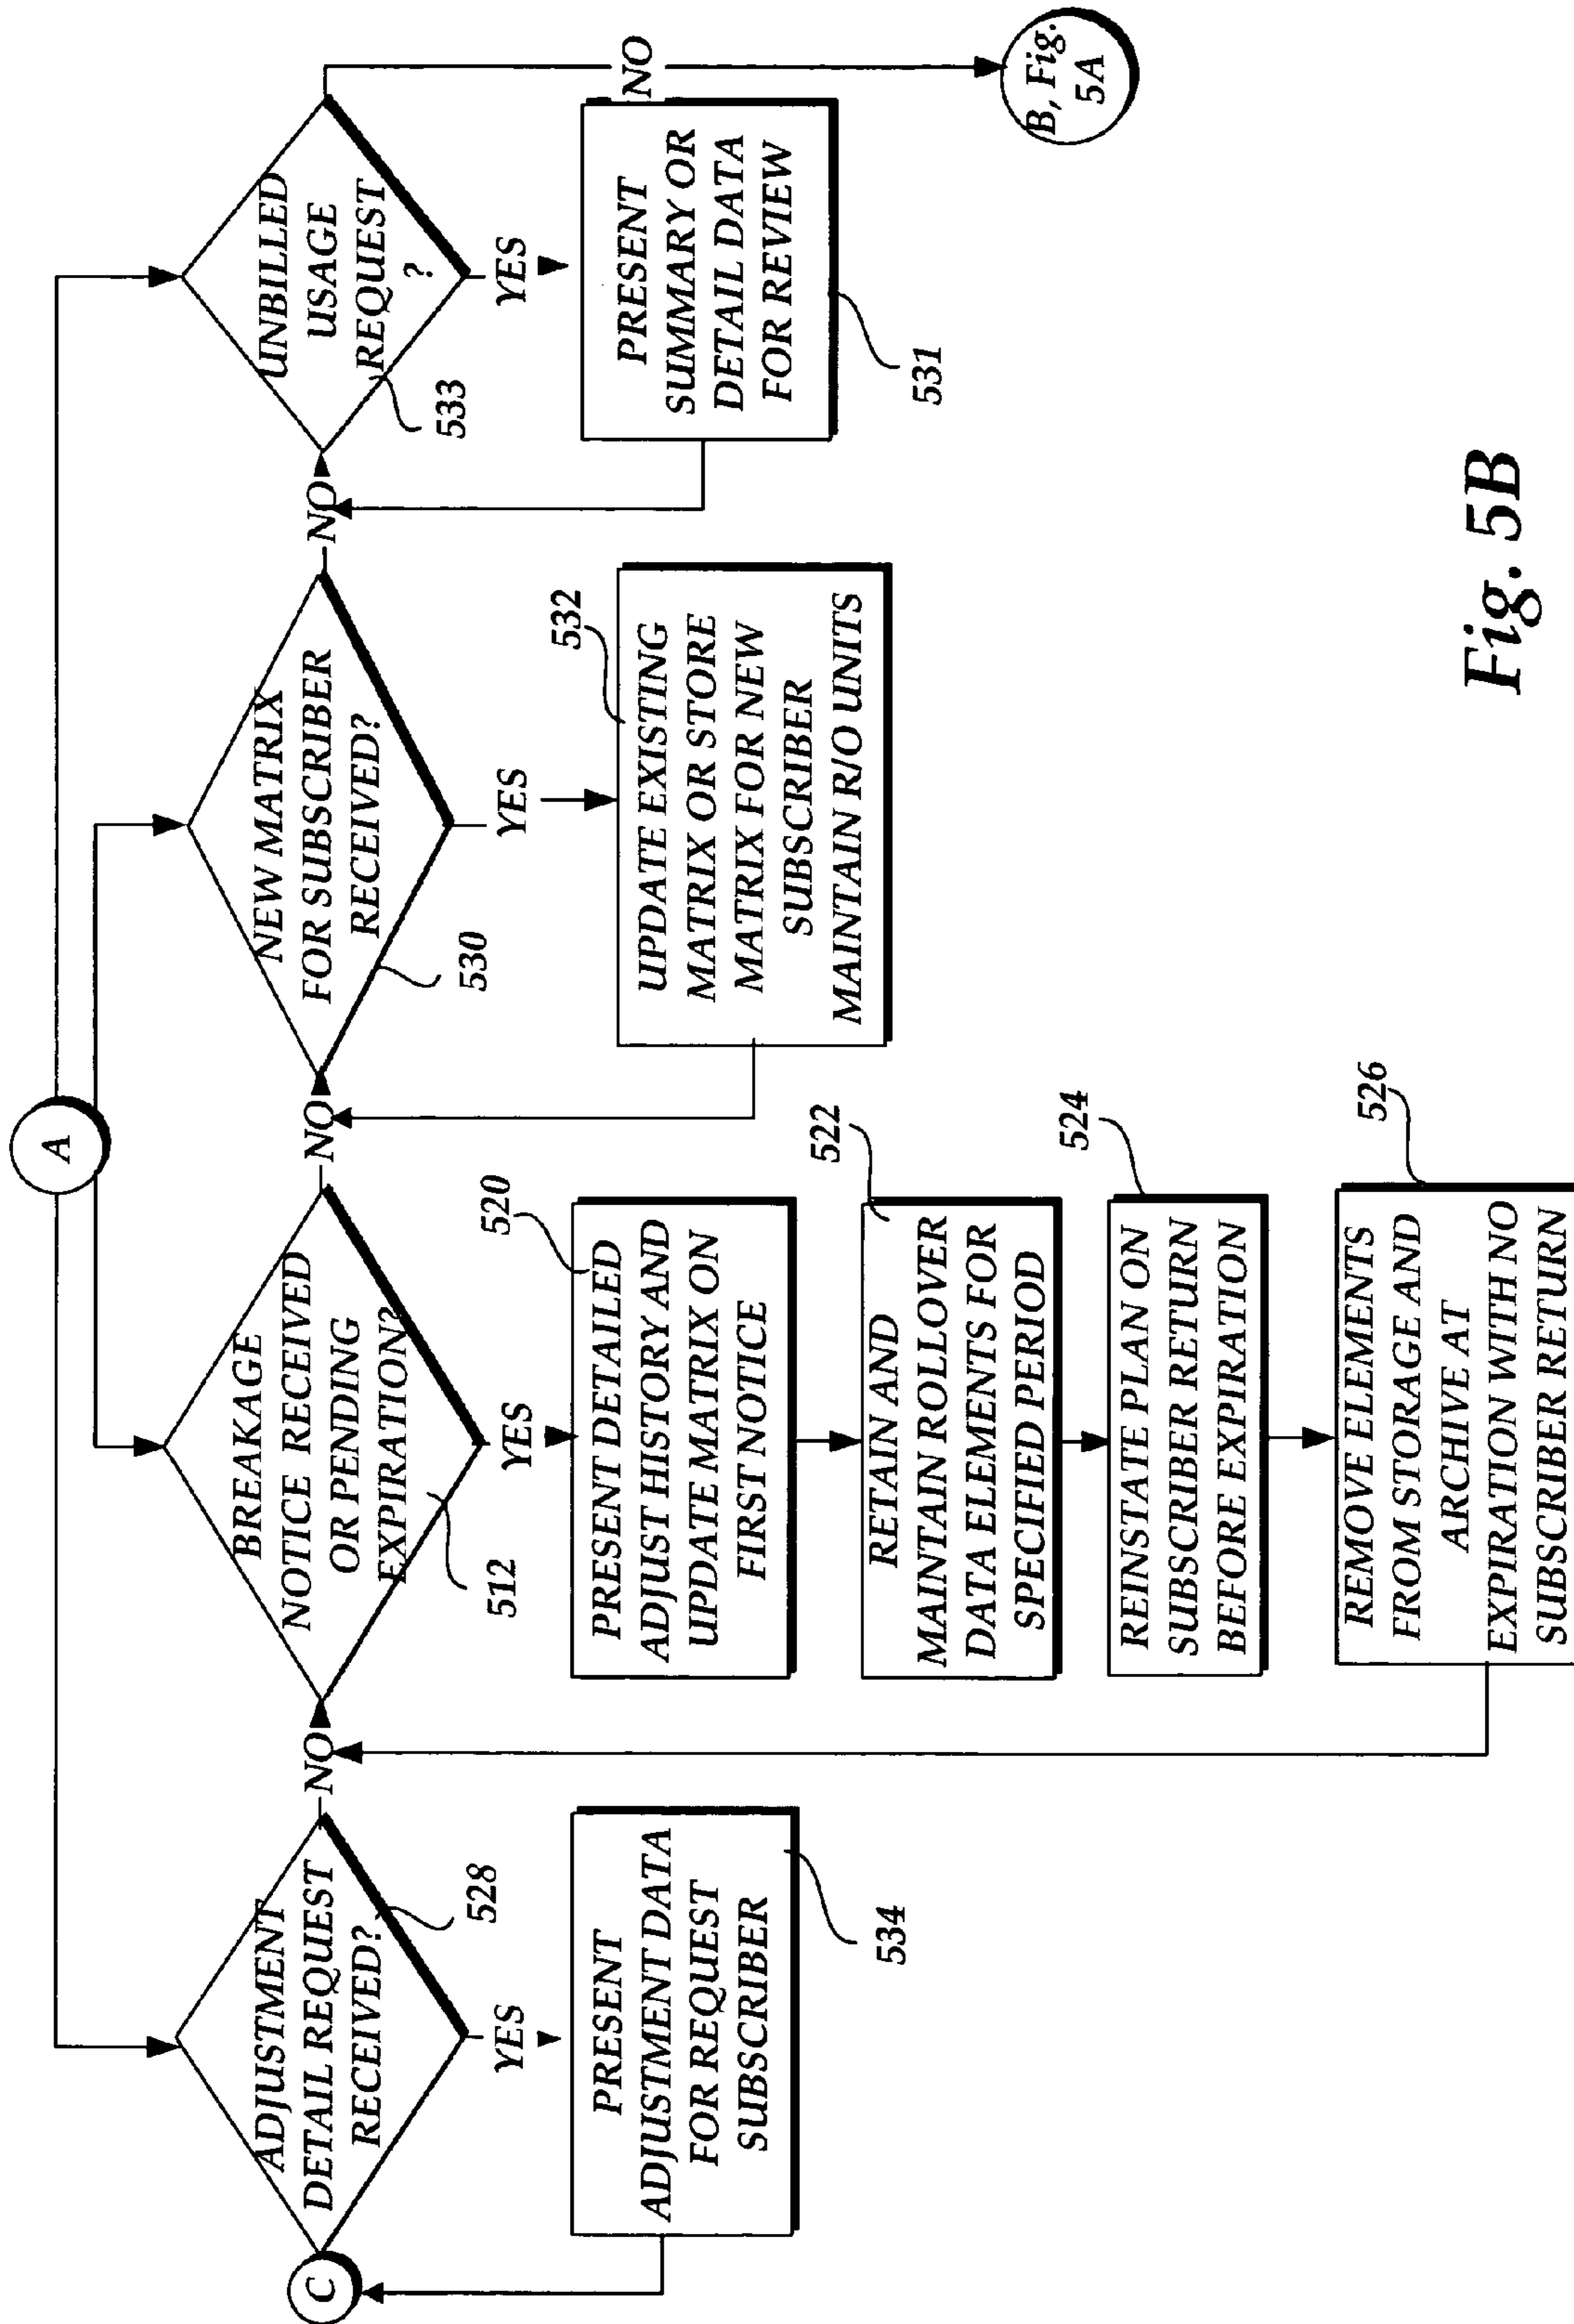 A
C
ADJUSTMENT
DETAIL REQUEST
RECEIVED?
528
YES
PRESENT
ADJUSTMENT DATA
FOR REQUEST
SUBSCRIBER
534
NO
BREAKAGE
NOTICE RECEIVED
OR PENDING
EXPIRATION?
512
YES
PRESENT DETAILED
ADJUST HISTORY AND
UPDATE MATRIX ON
FIRST NOTICE
520
RETAIN AND
MAINTAIN ROLLOVER
DATA ELEMENTS FOR
SPECIFIED PERIOD
522
REINSTATE PLAN ON
SUBSCRIBER RETURN
BEFORE EXPIRATION
524
REMOVE ELEMENTS
FROM STORAGE AND
ARCHIVE AT
EXPIRATION WITH NO
SUBSCRIBER RETURN
526
NO
NEW MATRIX
FOR SUBSCRIBER
RECEIVED?
530
YES
UPDATE EXISTING
MATRIX OR STORE
MATRIX FOR NEW
SUBSCRIBER
MAINTAIN R/O UNITS
532
NO
UNBILLED
USAGE
REQUEST
?
533
YES
PRESENT
SUMMARY OR
DETAIL DATA
FOR REVIEW
531
NO
B, Fig.
5A
Fig. 5B